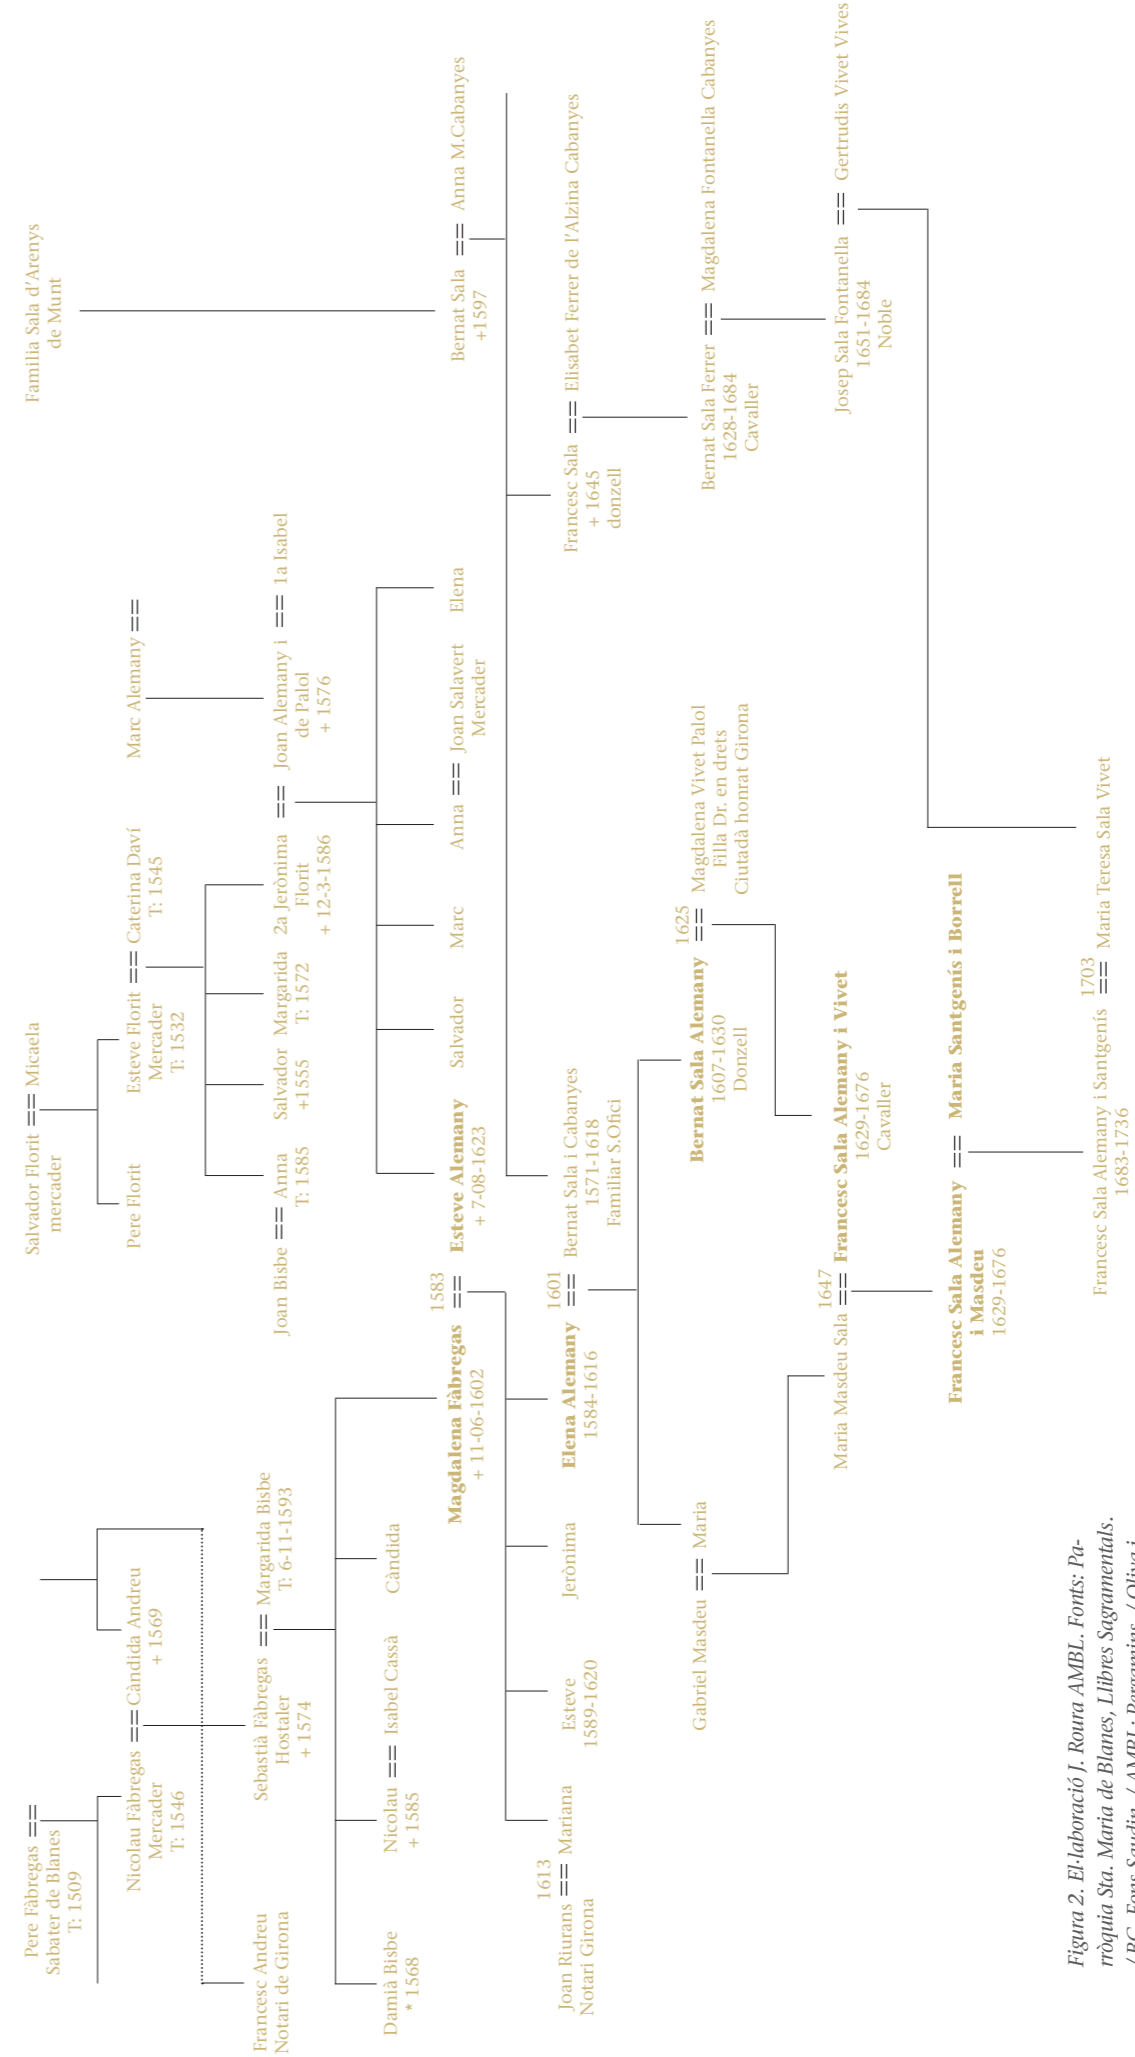 Pere Fàbregas
Sabater de Blanes
T: 1509
Salvador Florit
mercader
Micaela
Familia Sala d'Arenys
de Munt
Nicolau Fàbregas
Mercader
T: 1546
Càndida Andreu
+ 1569
Pere Florit
Esteve Florit
Mercader
T: 1532
Caterina Daví
T: 1545
Marc Alemany
Francesc Andreu
Notari de Girona
Sebastià Fàbregas
Hostaler
+ 1574
Margarida Bisbe
T: 6-11-1593
Joan Bisbe
Anna
T: 1585
Salvador
+1555
Margarida
T: 1572
2a Jerònima
Florit
+ 12-3-1586
Joan Alemany i
de Palol
+ 1576
1a Isabel
Damià Bisbe
* 1568
Nicolau
+ 1585
Isabel Cassà
Càndida
Magdalena Fàbregas
+ 11-06-1602
1583
Esteve Alemany
+ 7-08-1623
Salvador
Marc
Anna
Joan Salavert
Mercader
Elena
Bernat Sala
+1597
Anna M.Cabanyes
Joan Riurans
Notari Girona
1613
Mariana
Esteve
1589-1620
Jerònima
Elena Alemany
1584-1616
1601
Bernat Sala i Cabanyes
1571-1618
Familiar S.Ofici
Francesc Sala
+ 1645
donzell
Elisabet Ferrer de l'Alzina Cabanyes
Gabriel Masdeu
Maria
Bernat Sala Alemany
1607-1630
Donzell
1625
Magdalena Vivet Palol
Filla Dr. en drets
Ciutadà honrat Girona
Bernat Sala Ferrer
1628-1684
Cavaller
Magdalena Fontanella Cabanyes
Maria Masdeu Sala
1647
Francesc Sala Alemany i Vivet
1629-1676
Cavaller
Josep Sala Fontanella
1651-1684
Noble
Gertrudis Vivet Vives
Francesc Sala Alemany
i Masdeu
1629-1676
Maria Santgenís i Borrell
Francesc Sala Alemany i Santgenís
1683-1736
1703
Maria Teresa Sala Vivet
Figura 2. El·laboració J. Roura AMBL. Fonts: Pa-
rròquia Sta. Maria de Blanes, Llibres Sagramentals.